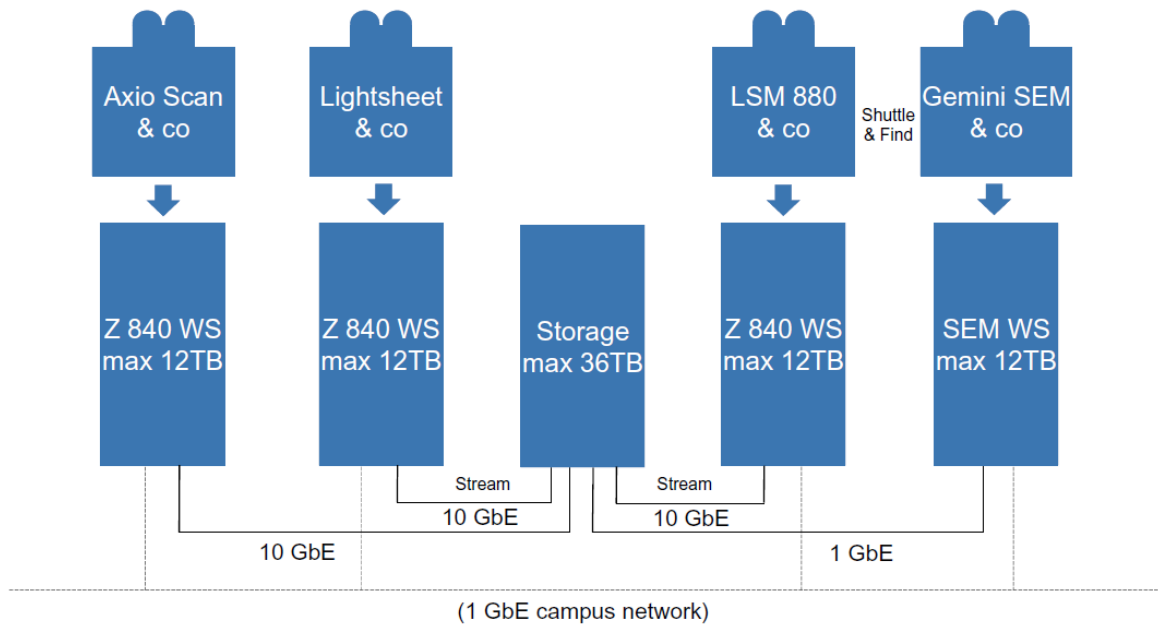 Axio Scan
& co
Lightsheet
& co
LSM 880
& co
Shuttle
& Find
Gemini SEM
& co
Z 840 WS
max 12TB
Z 840 WS
max 12TB
Storage
max 36TB
Z 840 WS
max 12TB
SEM WS
max 12TB
Stream
10 GbE
Stream
10 GbE
10 GbE
1 GbE
(1 GbE campus network)